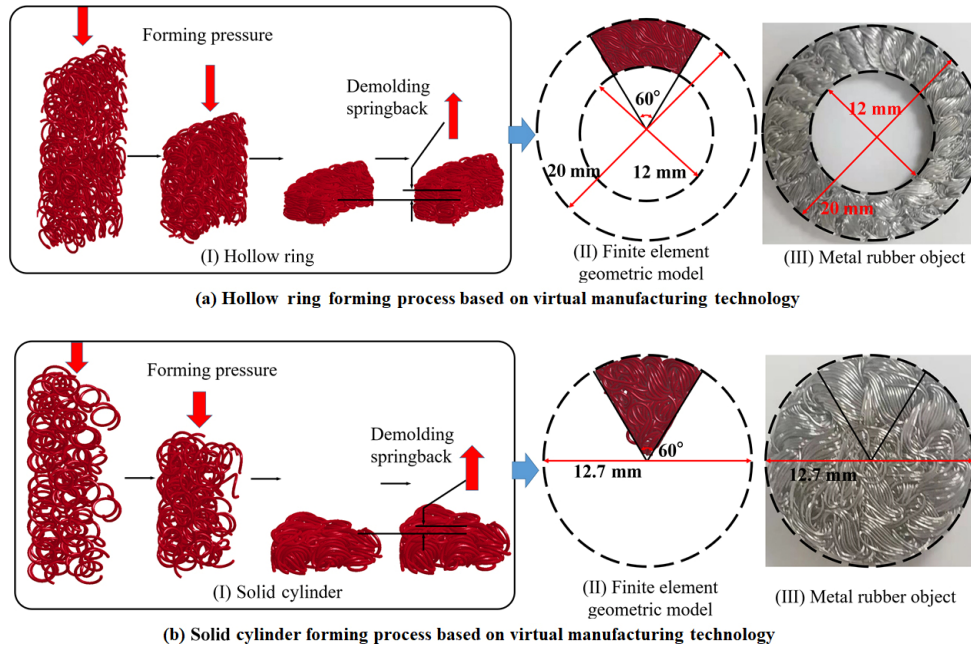 Forming pressure
Demolding
springback
(I) Hollow ring
60°
20 mm
12 mm
(II) Finite element
geometric model
12 mm
20 mm
(III) Metal rubber object
(a) Hollow ring forming process based on virtual manufacturing technology
Forming pressure
Demolding
springback
(I) Solid cylinder
60°
12.7 mm
(II) Finite element
geometric model
12.7 mm
(III) Metal rubber object
(b) Solid cylinder forming process based on virtual manufacturing technology